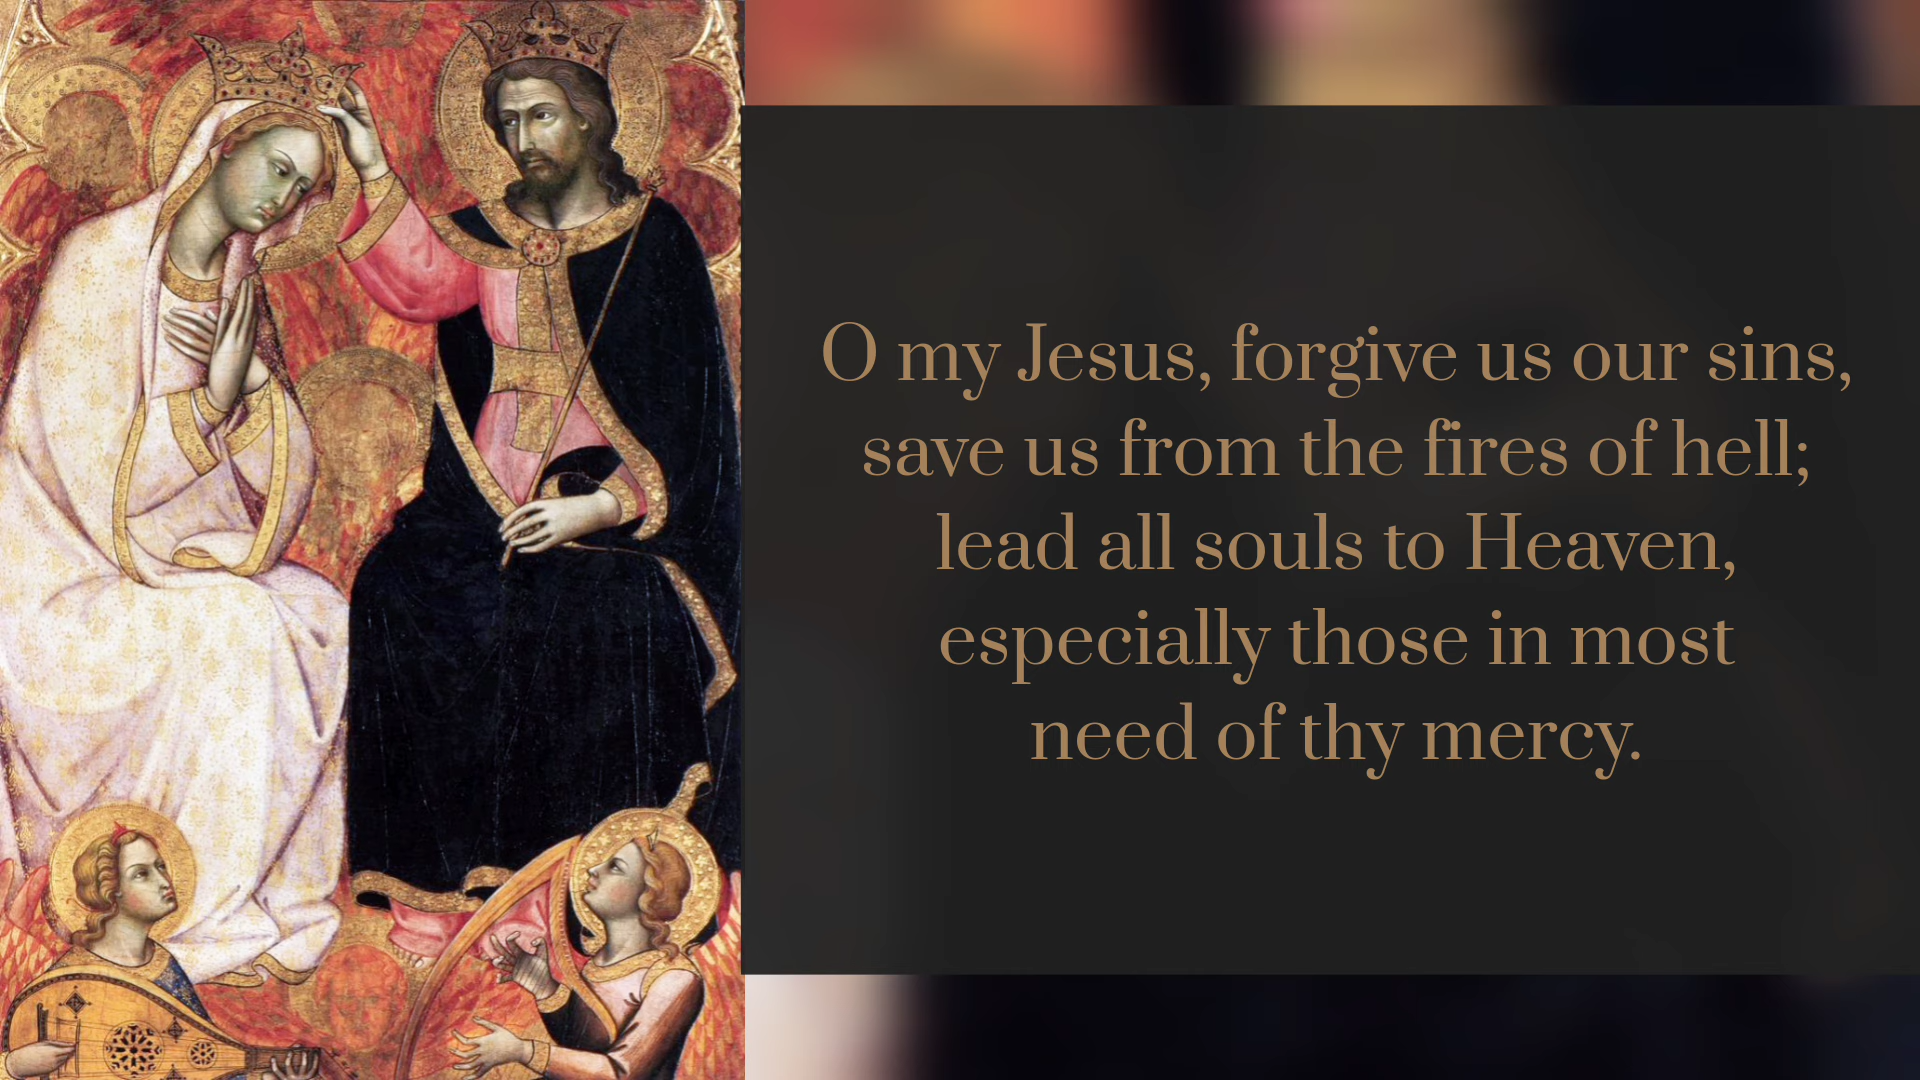 O my Jesus, forgive us our sins,
save us from the fires of hell;
lead all souls to Heaven,
especially those in most
need of thy mercy.